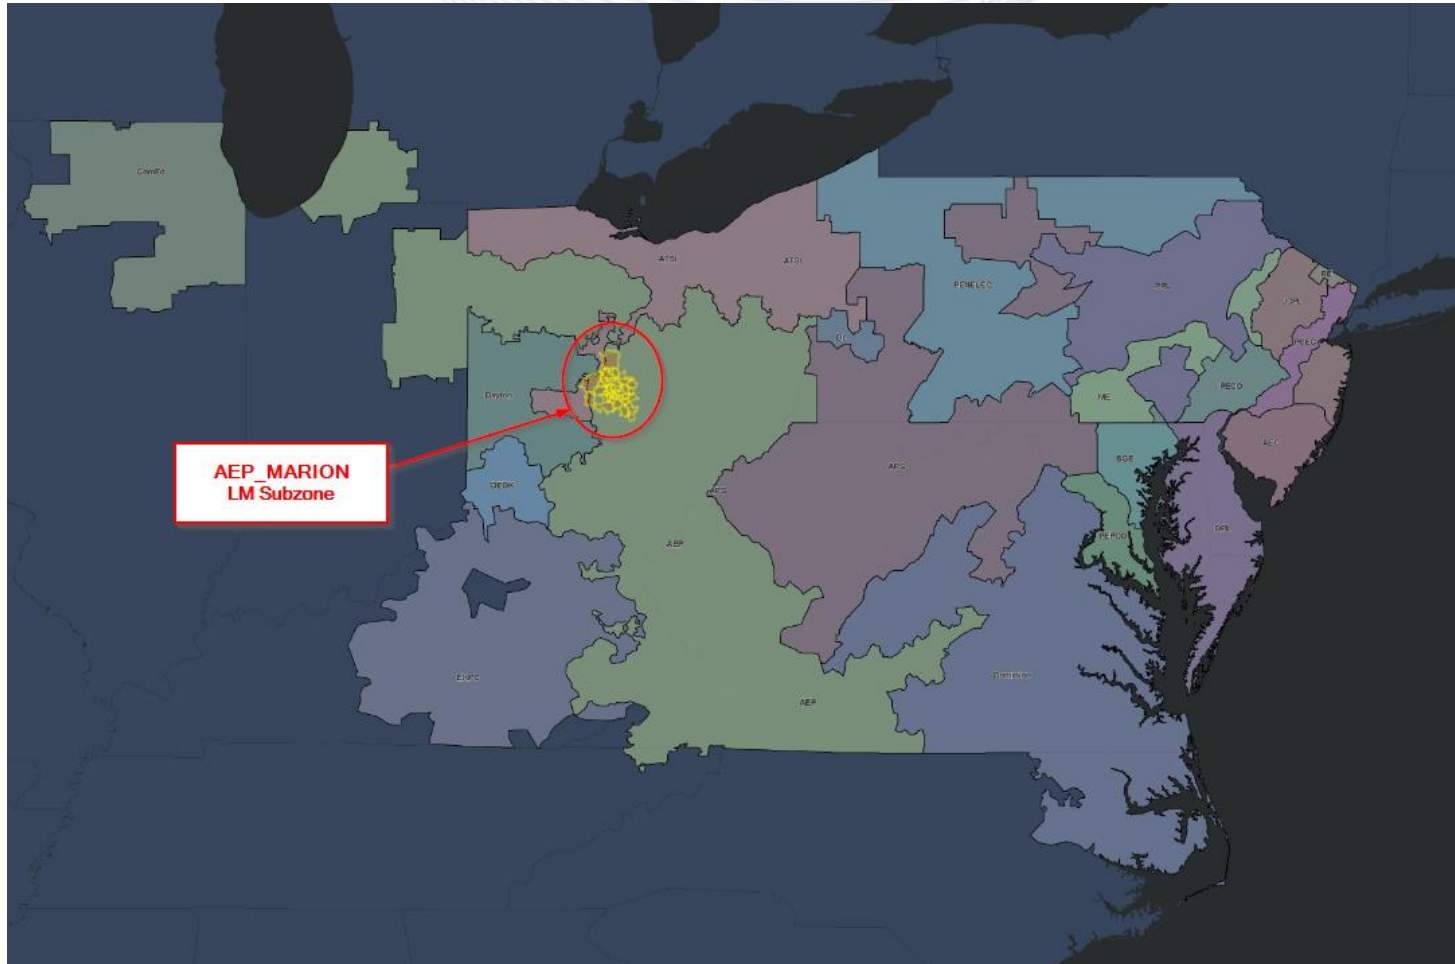 ComEd
ATSI
ATSI
PENELEC
PPL
RE
JCPL
PSEG
DL
PECO
Dayton
ME
AEC
AEP_MARION
LM Subzone
BGE
APS
DEOK
APS
DPL
PEPCO
AEP
EKPC
Dominion
AEP